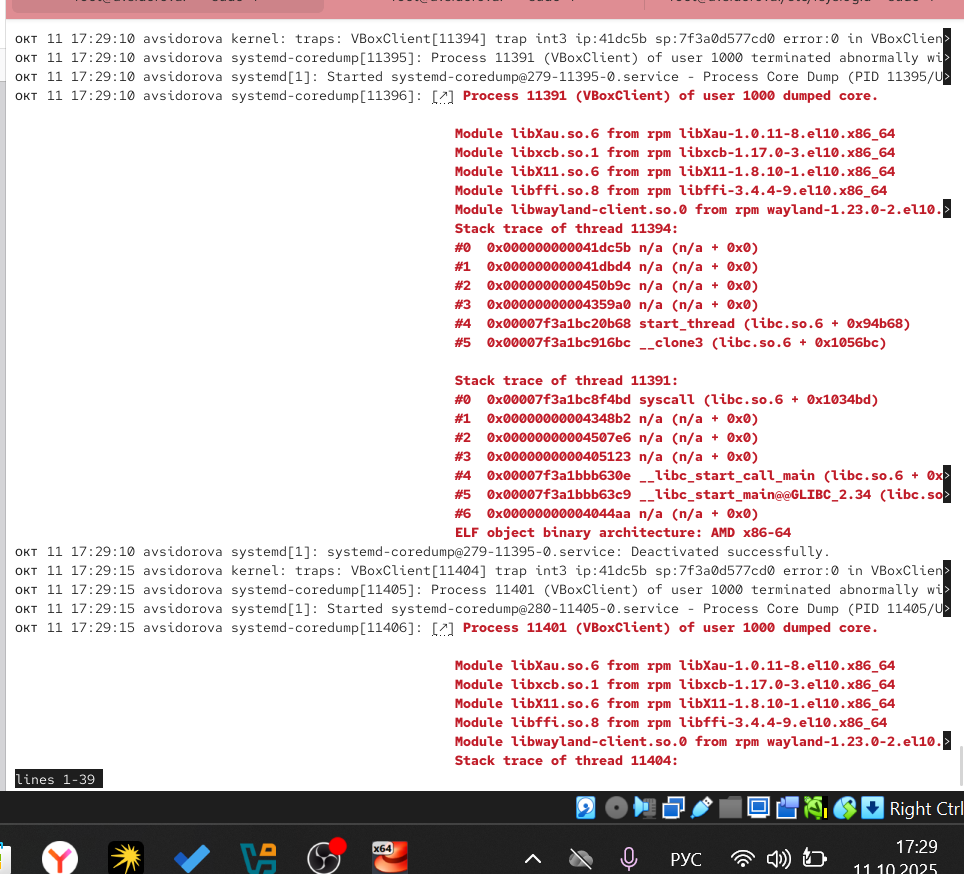 окт 11 17:29:10 avsidorova kernel: traps: VBoxClient[11394] trap int3 ip:41dc5b sp:7f3a0d577cd0 error:0 in VBoxClien>
окт 11 17:29:10 avsidorova systemd-coredump[11395]: Process 11391 (VBoxClient) of user 1000 terminated abnormally wi>
окт 11 17:29:10 avsidorova systemd[1]: Started systemd-coredump@279-11395-0.service - Process Core Dump (PID 11395/U>
окт 11 17:29:10 avsidorova systemd-coredump[11396]: [↗] Process 11391 (VBoxClient) of user 1000 dumped core.
Module libXau.so.6 from rpm libXau-1.0.11-8.el10.x86_64
Module libxcb.so.1 from rpm libxcb-1.17.0-3.el10.x86_64
Module libX11.so.6 from rpm libX11-1.8.10-1.el10.x86_64
Module libffi.so.8 from rpm libffi-3.4.4-9.el10.x86_64
Module libwayland-client.so.0 from rpm wayland-1.23.0-2.el10.>
Stack trace of thread 11394:
#0  0x000000000041dc5b n/a (n/a + 0x0)
#1  0x000000000041dbd4 n/a (n/a + 0x0)
#2  0x0000000000450b9c n/a (n/a + 0x0)
#3  0x00000000004359a0 n/a (n/a + 0x0)
#4  0x00007f3a1bc20b68 start_thread (libc.so.6 + 0x94b68)
#5  0x00007f3a1bc916bc __clone3 (libc.so.6 + 0x1056bc)
Stack trace of thread 11391:
#0  0x00007f3a1bc8f4bd syscall (libc.so.6 + 0x1034bd)
#1  0x00000000004348b2 n/a (n/a + 0x0)
#2  0x00000000004507e6 n/a (n/a + 0x0)
#3  0x0000000000405123 n/a (n/a + 0x0)
#4  0x00007f3a1bbb630e __libc_start_call_main (libc.so.6 + 0x>
#5  0x00007f3a1bbb63c9 __libc_start_main@@GLIBC_2.34 (libc.so>
#6  0x00000000004044aa n/a (n/a + 0x0)
ELF object binary architecture: AMD x86-64
окт 11 17:29:10 avsidorova systemd[1]: systemd-coredump@279-11395-0.service: Deactivated successfully.
окт 11 17:29:15 avsidorova kernel: traps: VBoxClient[11404] trap int3 ip:41dc5b sp:7f3a0d577cd0 error:0 in VBoxClien>
окт 11 17:29:15 avsidorova systemd-coredump[11405]: Process 11401 (VBoxClient) of user 1000 terminated abnormally wi>
окт 11 17:29:15 avsidorova systemd[1]: Started systemd-coredump@280-11405-0.service - Process Core Dump (PID 11405/U>
окт 11 17:29:15 avsidorova systemd-coredump[11406]: [↗] Process 11401 (VBoxClient) of user 1000 dumped core.
Module libXau.so.6 from rpm libXau-1.0.11-8.el10.x86_64
Module libxcb.so.1 from rpm libxcb-1.17.0-3.el10.x86_64
Module libX11.so.6 from rpm libX11-1.8.10-1.el10.x86_64
Module libffi.so.8 from rpm libffi-3.4.4-9.el10.x86_64
Module libwayland-client.so.0 from rpm wayland-1.23.0-2.el10.>
Stack trace of thread 11404:
lines 1-39
Right Ctrl
x64
РУС
17:29
11.10.2025